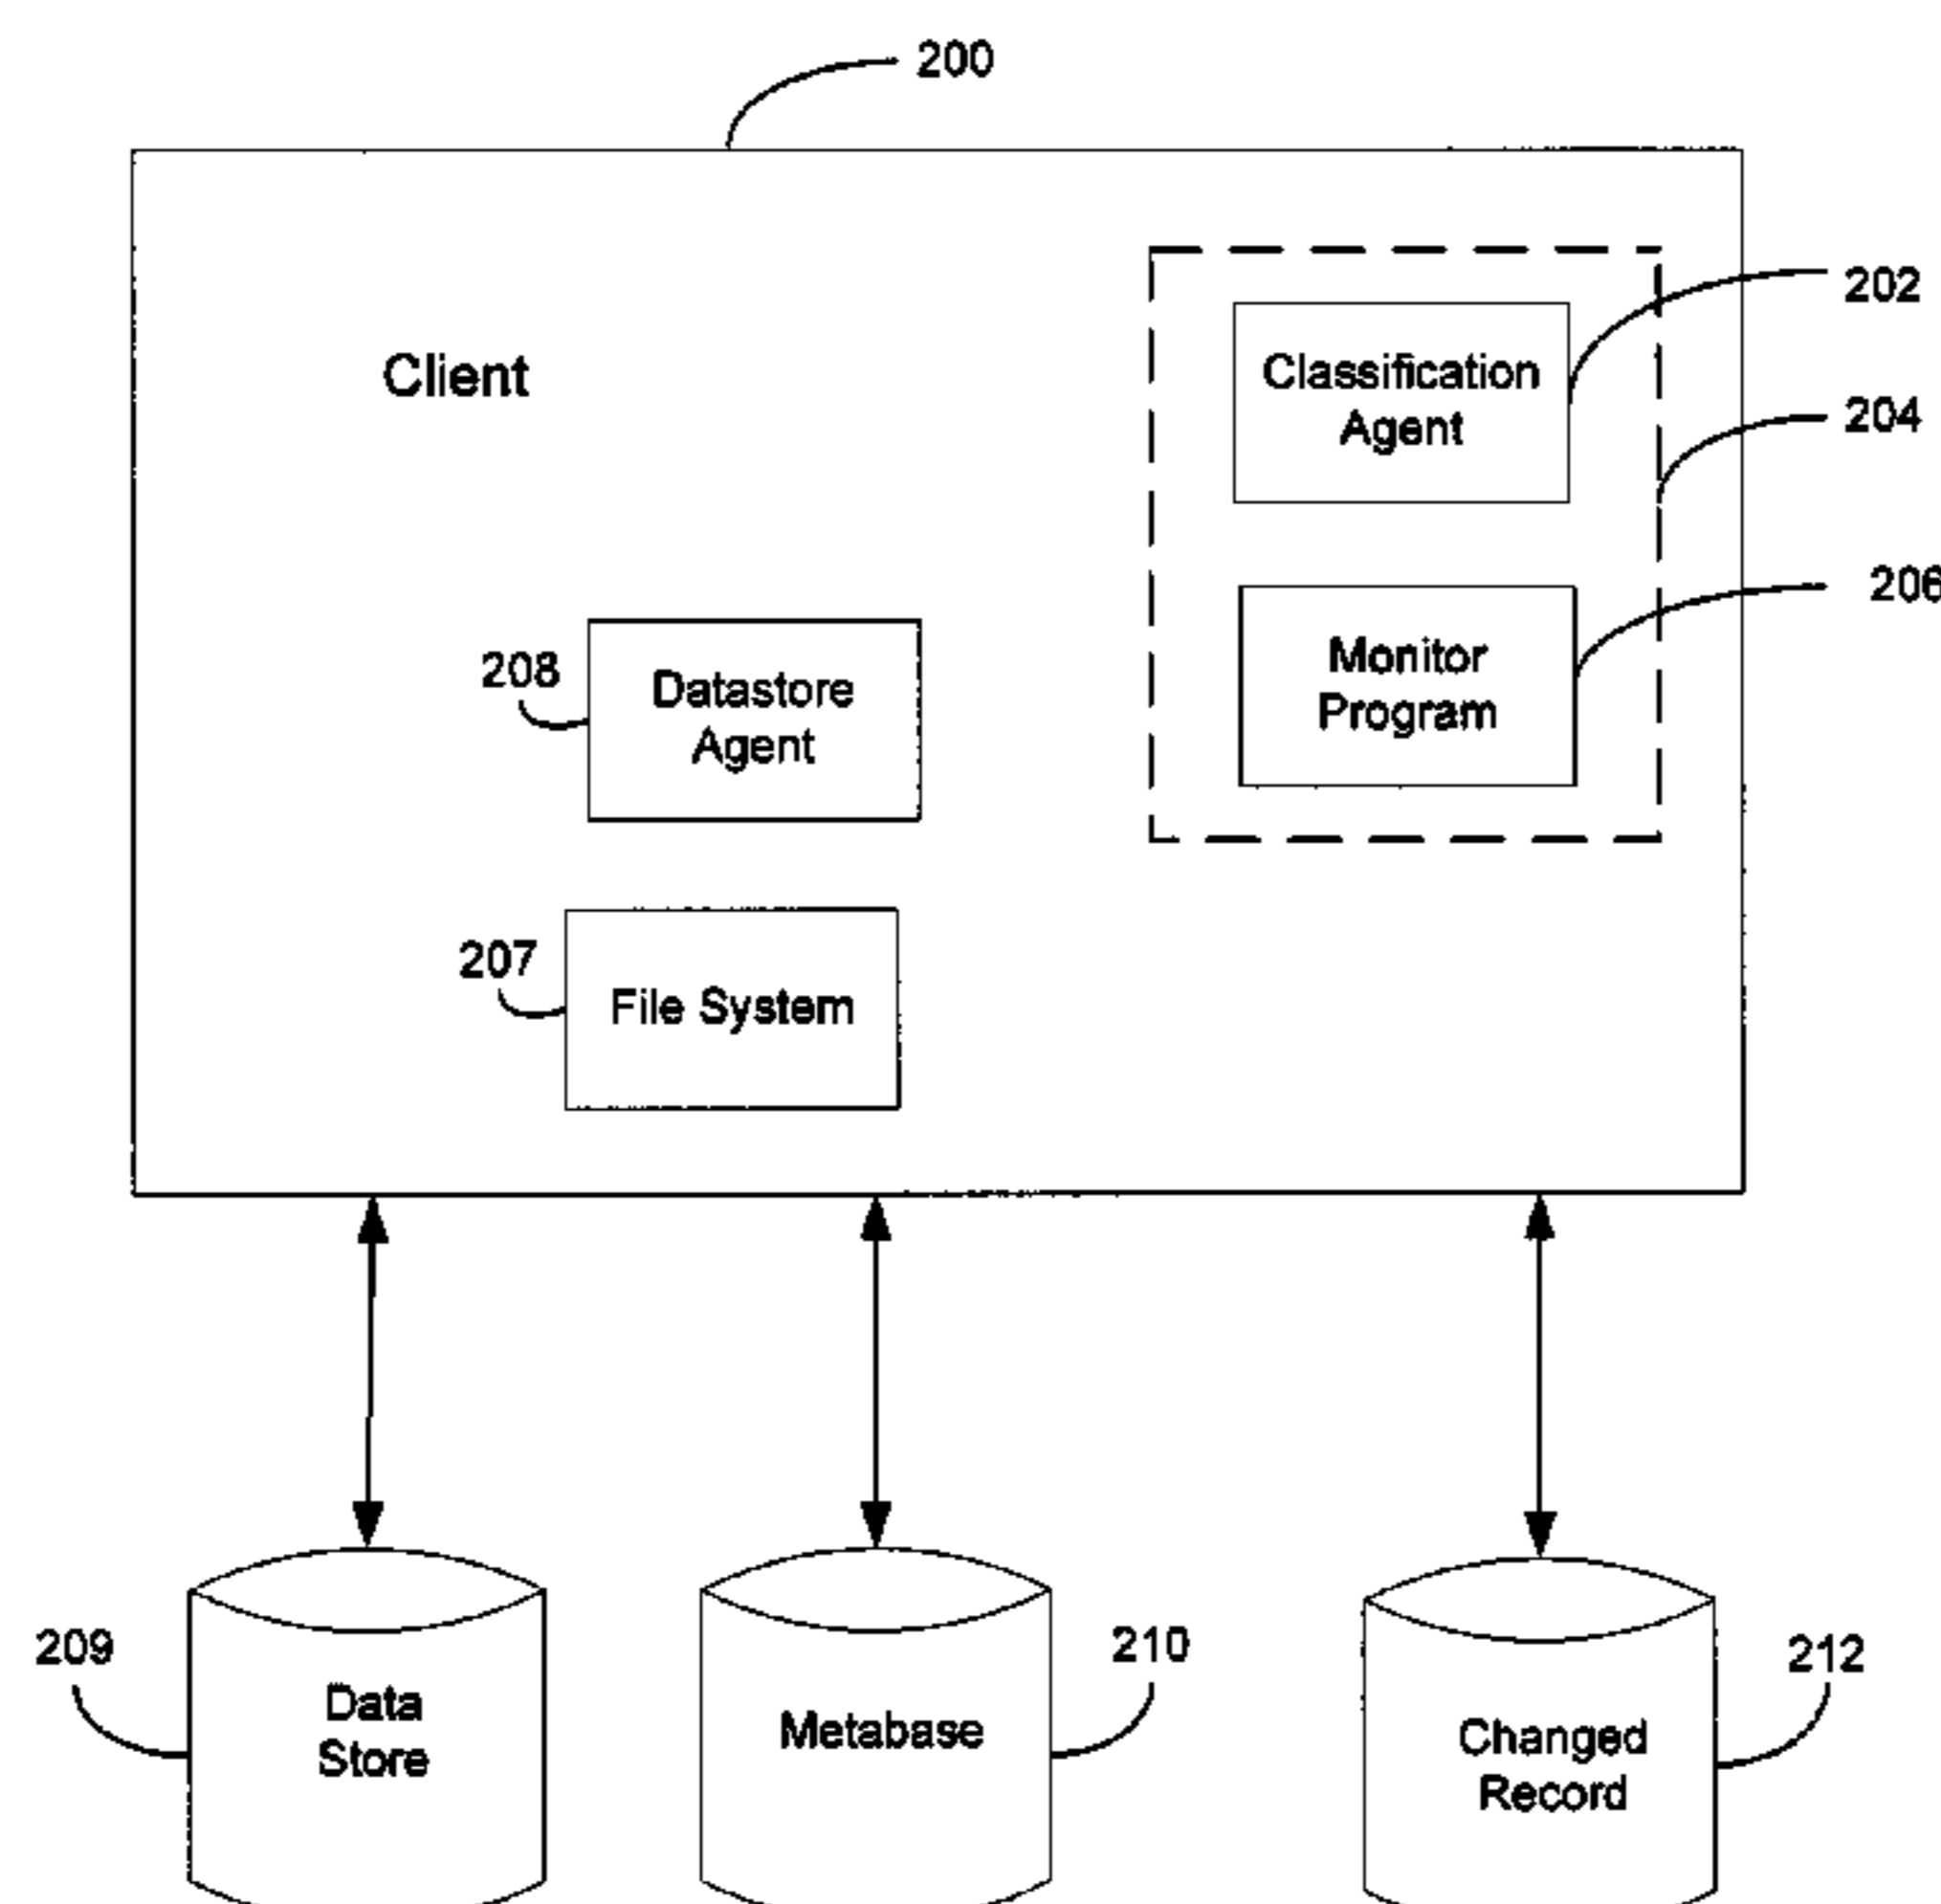 200
Client
Classification
Agent
202
204
Monitor
Program
206
208
Datastore
Agent
207
File System
209
Data
Store
Metabase
210
Changed
Record
212